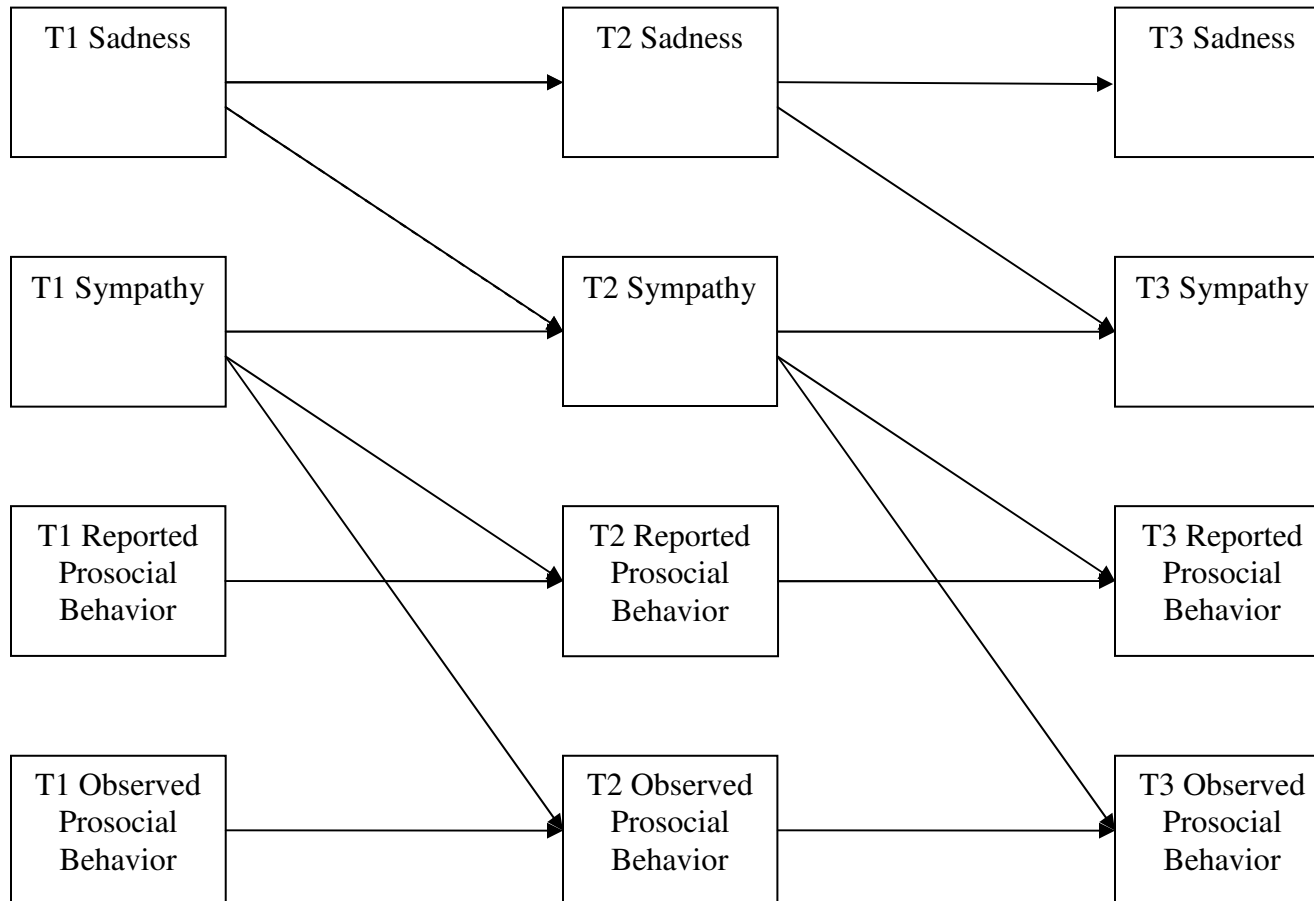 T1 Sadness
T2 Sadness
T3 Sadness
T1 Sympathy
T2 Sympathy
T3 Sympathy
T1 Reported
Prosocial
Behavior
T2 Reported
Prosocial
Behavior
T3 Reported
Prosocial
Behavior
T1 Observed
Prosocial
Behavior
T2 Observed
Prosocial
Behavior
T3 Observed
Prosocial
Behavior